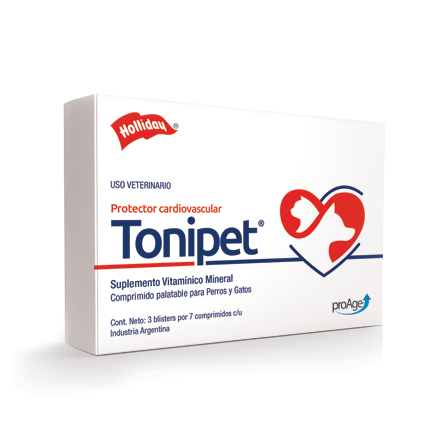 Holliday®
USO VETERINARIO
Protector cardiovascular
Tonipet®
Suplemento Vitamínico Mineral
Comprimido palatable para Perros y Gatos
Cont. Neto: 3 blisters por 7 comprimidos c/u
Industria Argentina
proAge